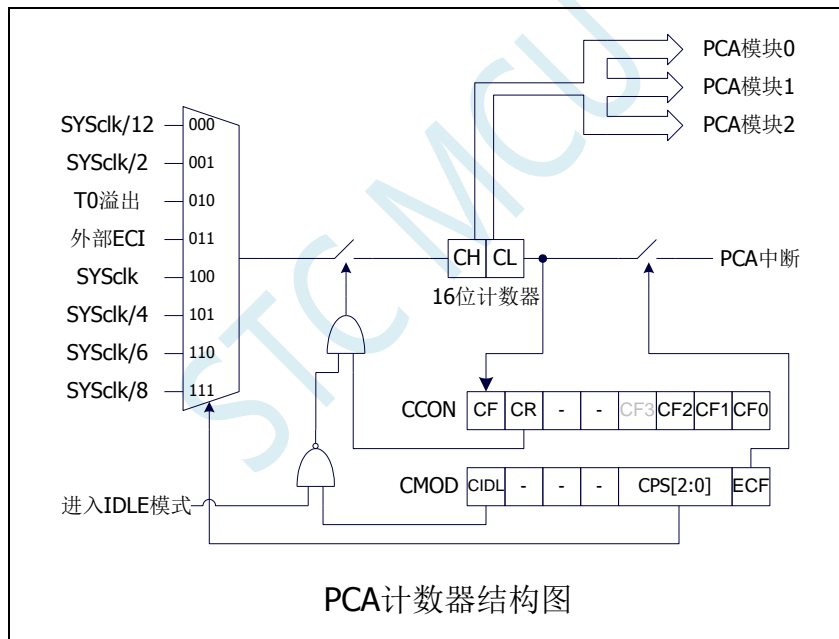 PCA模块0
PCA模块1
PCA模块2
SYSclk/12 000
SYSclk/2 001
T0溢出 010
外部ECI 011
SYSclk 100
SYSclk/4 101
SYSclk/6 110
SYSclk/8 111
CH CL
16位计数器
PCA中断
CCON CF CR - - CF3 CF2 CF1 CF0
CMOD CIDL - - - CPS[2:0] ECF
进入IDLE模式
PCA计数器结构图
STC MCU